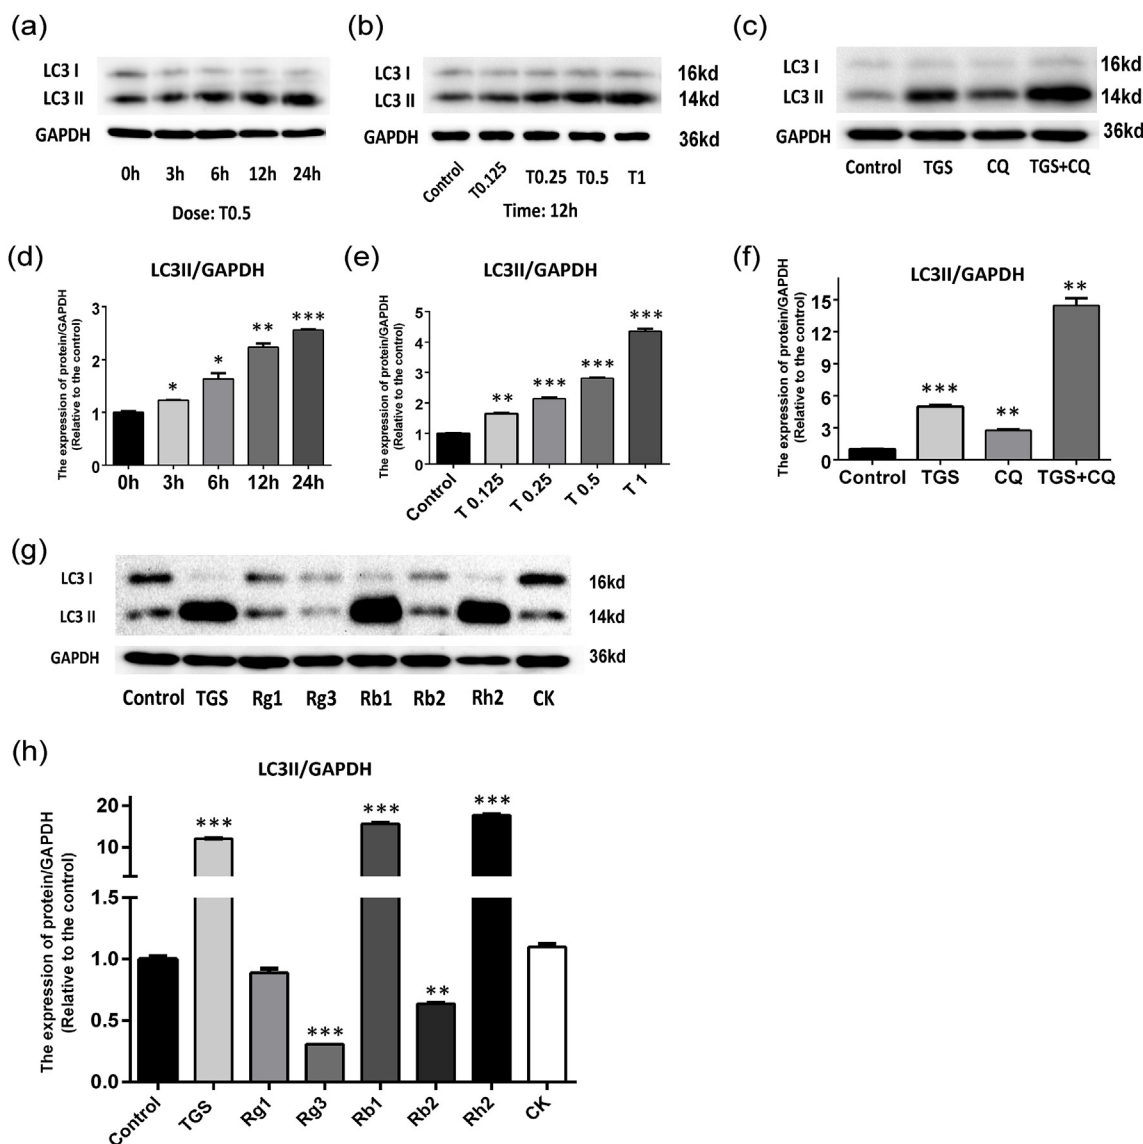 (a)
LC3 I
LC3 II
GAPDH
0h 3h 6h 12h 24h
Dose: T0.5
(b)
LC3 I 16kd
LC3 II 14kd
GAPDH 36kd
Control T0.125 T0.25 T0.5 T1
Time: 12h
(c)
LC3 I 16kd
LC3 II 14kd
GAPDH 36kd
Control TGS CQ TGS+CQ
(d)
LC3II/GAPDH
The expression of protein/GAPDH
(Relative to the control)
3
2
1
0
* * ** ***
0h 3h 6h 12h 24h
(e)
LC3II/GAPDH
The expression of protein/GAPDH
(Relative to the control)
5
4
3
2
1
0
** *** *** ***
Control T 0.125 T 0.25 T 0.5 T 1
(f)
LC3II/GAPDH
The expression of protein/GAPDH
(Relative to the control)
15
12
6
3
0
*** ** **
Control TGS CQ TGS+CQ
(g)
LC3 I 16kd
LC3 II 14kd
GAPDH 36kd
Control TGS Rg1 Rg3 Rb1 Rb2 Rh2 CK
(h)
LC3II/GAPDH
The expression of protein/GAPDH
(Relative to the control)
20
10
1.5
1.0
0.5
0.0
*** *** *** ** ***
Control TGS Rg1 Rg3 Rb1 Rb2 Rh2 CK